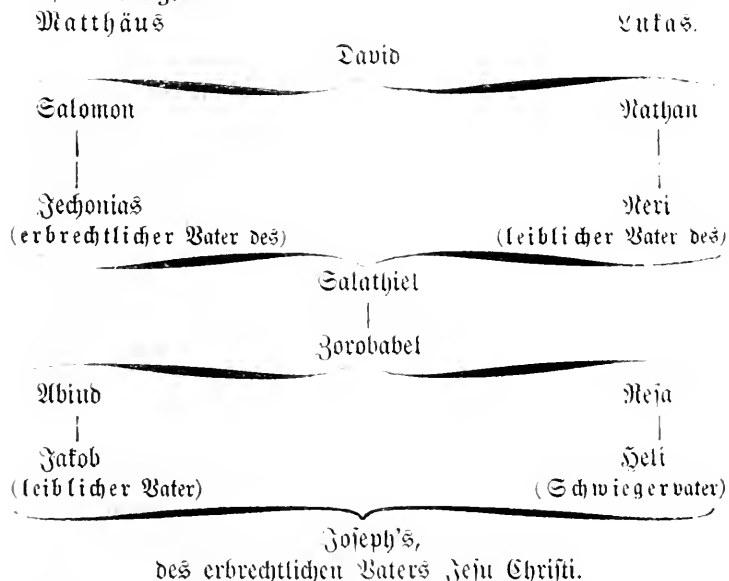 Matthäus Lukas.
David
Salomon Nathan
Jechonias Neri
(erbrechtlicher Vater des) (leiblicher Vater des)
Salathiel
Zorobabel
Abiud Resa
Jakob Heli
(leiblicher Vater) (Schwiegervater)
Joseph's,
des erbrechtlichen Vaters Jesu Christi.